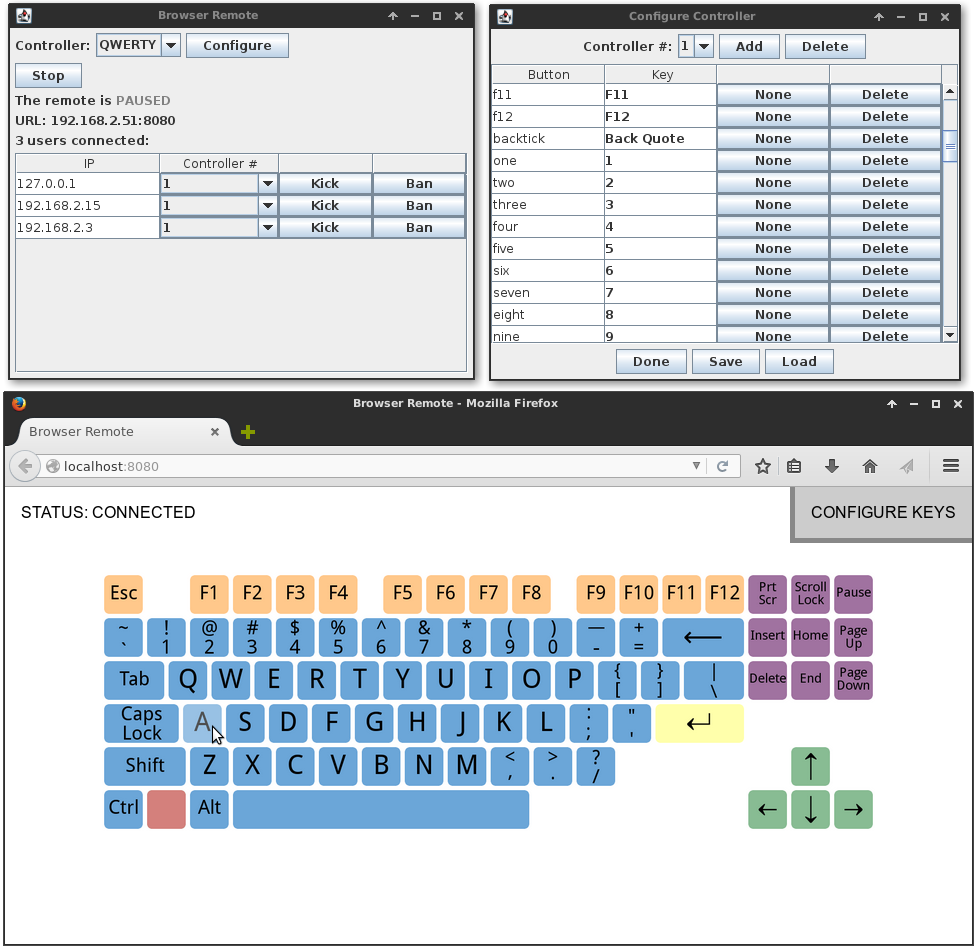 Browser Remote
Controller: QWERTY Configure
Stop
The remote is PAUSED
URL: 192.168.2.51:8080
3 users connected:
IP Controller #
127.0.0.1 1 Kick Ban
192.168.2.15 1 Kick Ban
192.168.2.3 1 Kick Ban
Configure Controller
Controller #: 1 Add Delete
Button Key
f11 F11 None Delete
f12 F12 None Delete
backtick Back Quote None Delete
one 1 None Delete
two 2 None Delete
three 3 None Delete
four 4 None Delete
five 5 None Delete
six 6 None Delete
seven 7 None Delete
eight 8 None Delete
nine 9 None Delete
Done Save Load
Browser Remote - Mozilla Firefox
Browser Remote
localhost:8080
STATUS: CONNECTED CONFIGURE KEYS
Esc F1 F2 F3 F4 F5 F6 F7 F8 F9 F10 F11 F12 Prt Scr Scroll Lock Pause
~ ` ! 1 @ 2 # 3 $ 4 % 5 ^ 6 & 7 * 8 ( 9 ) 0 — - + = ← Insert Home Page Up
Tab Q W E R T Y U I O P { [ } ] | \ Delete End Page Down
Caps Lock A S D F G H J K L : ; " ' ↵
Shift Z X C V B N M < , > . ? / ↑
Ctrl Alt ← ↓ →